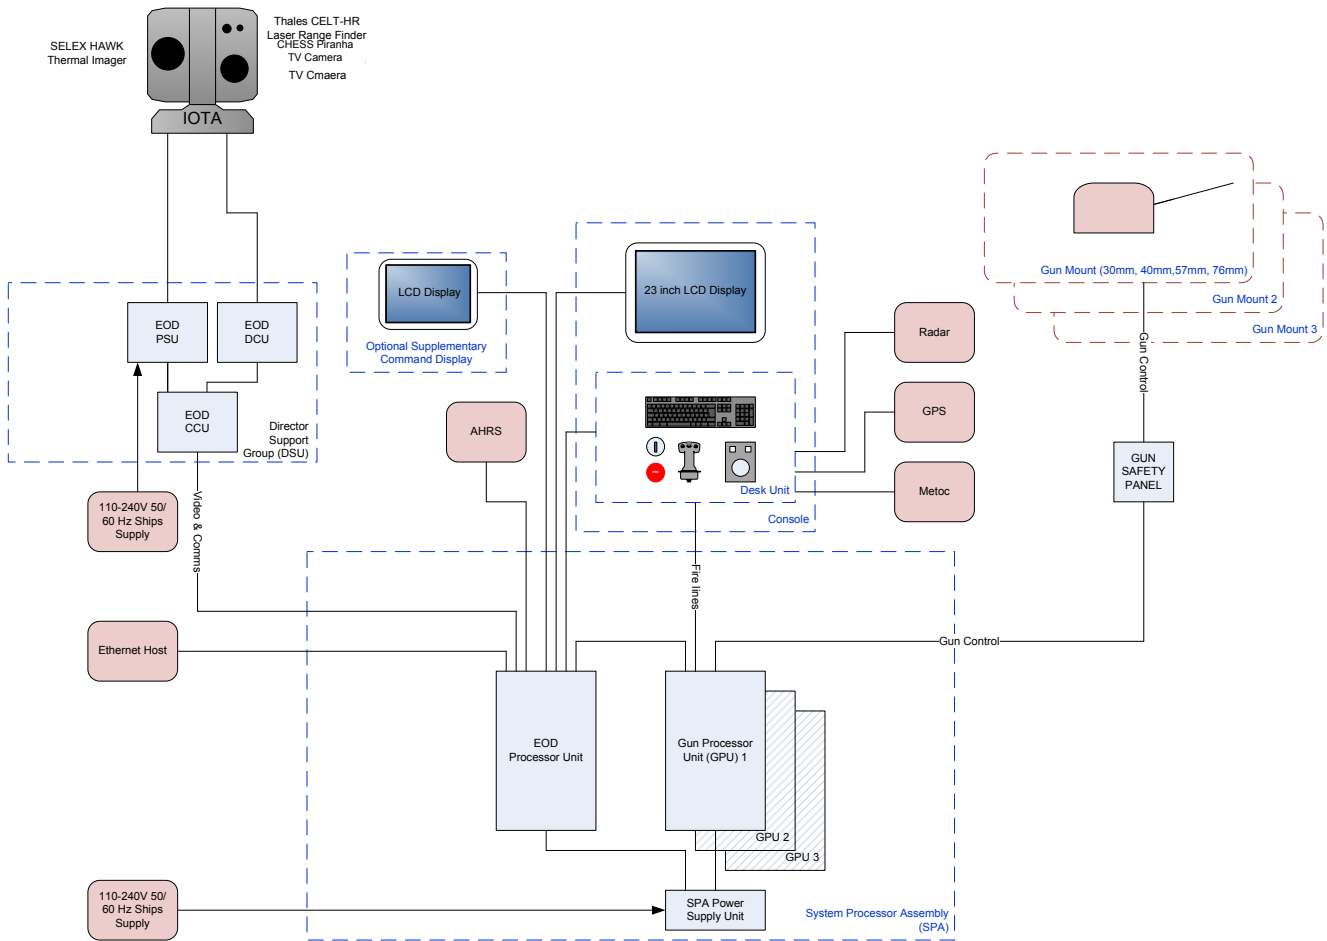 SELEX HAWK
Thermal Imager
Thales CELT-HR
Laser Range Finder
CHESS Piranha
TV Camera
TV Cmaera
IOTA
EOD
PSU
EOD
DCU
EOD
CCU
Director
Support
Group (DSU)
LCD Display
Optional Supplementary
Command Display
23 inch LCD Display
Desk Unit
Console
AHRS
Radar
GPS
Metoc
Gun Mount (30mm, 40mm,57mm, 76mm)
Gun Mount 2
Gun Mount 3
Gun Control
GUN
SAFETY
PANEL
110-240V 50/
60 Hz Ships
Supply
Video & Comms
Fire lines
Ethernet Host
Gun Control
EOD
Processor Unit
Gun Processor
Unit (GPU) 1
GPU 2
GPU 3
110-240V 50/
60 Hz Ships
Supply
SPA Power
Supply Unit
System Processor Assembly
(SPA)